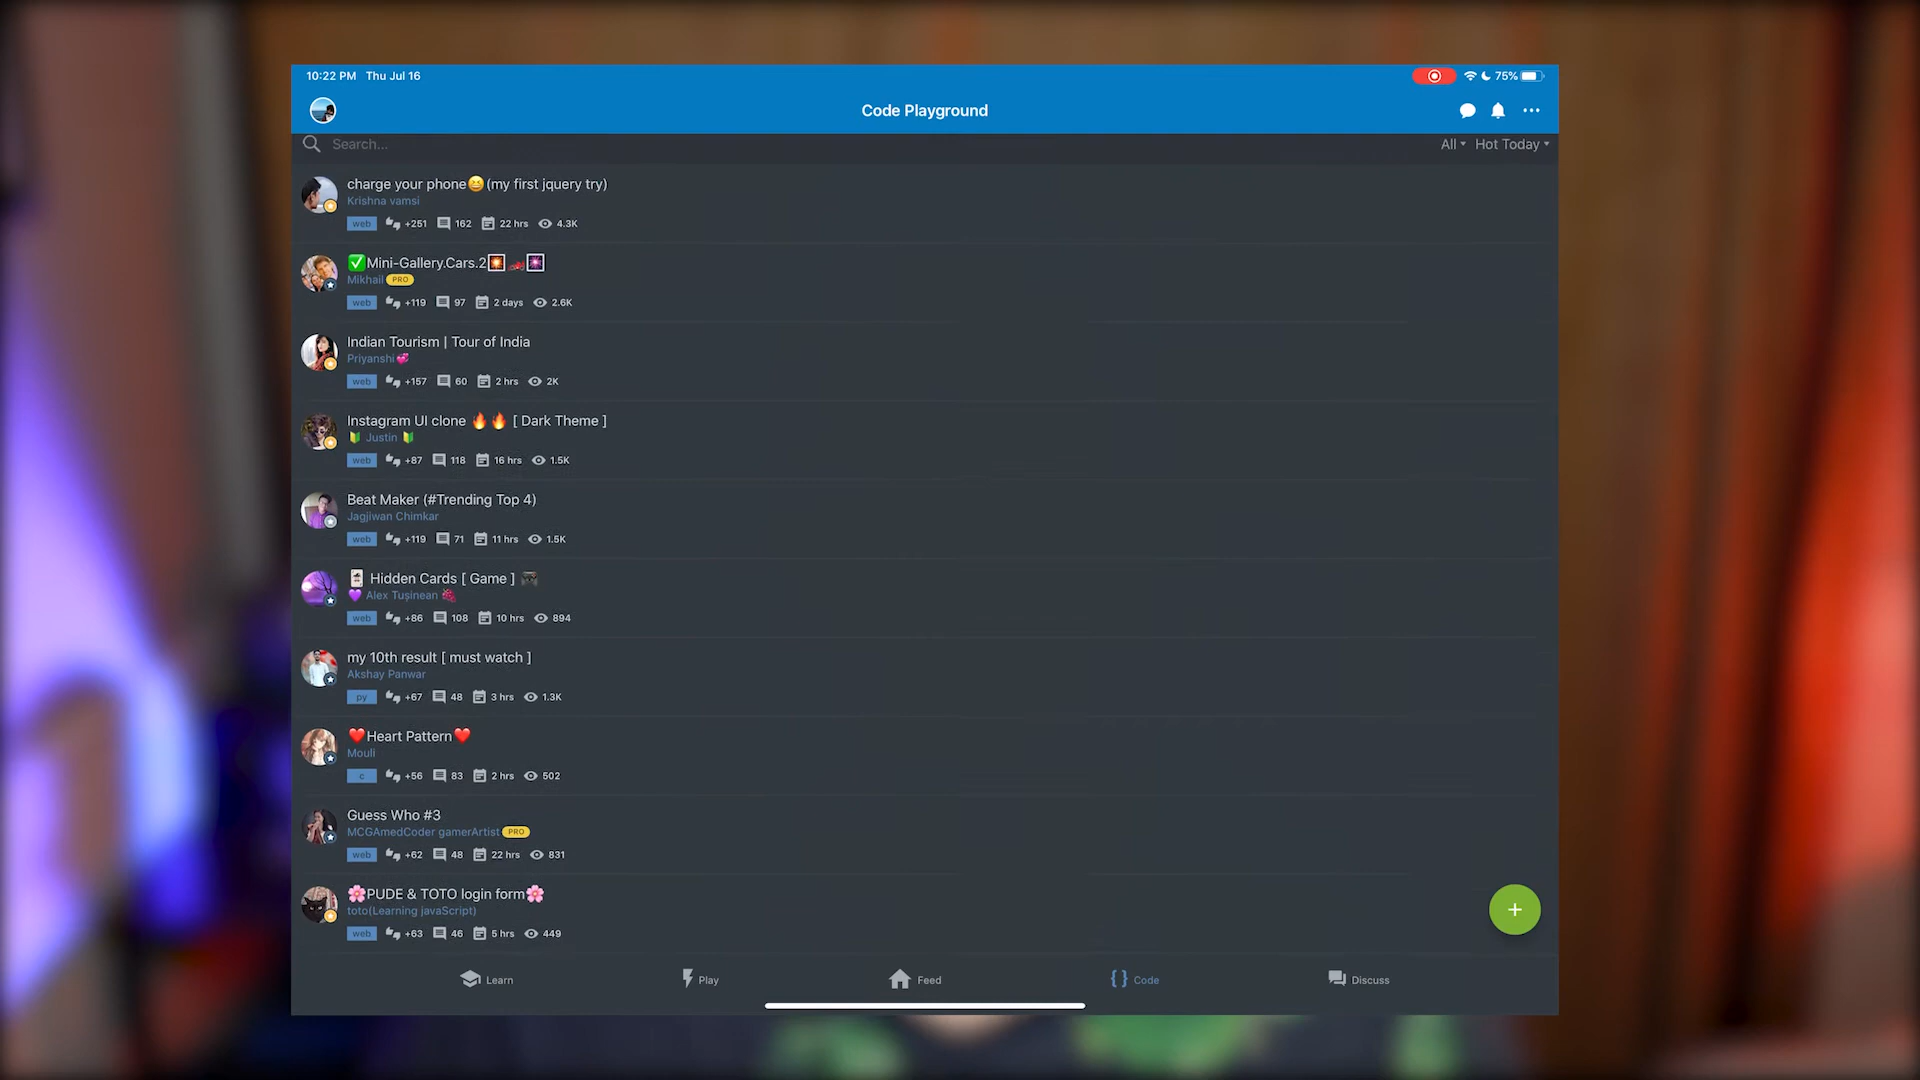 10:22 PM Thu Jul 16
75%
Code Playground
Search...
All Hot Today
charge your phone😆(my first jquery try)
Krishna vamsi
web +251 162 22 hrs 4.3K
✅Mini-Gallery.Cars.2🎇🏎️🎆
Mikhail PRO
web +119 97 2 days 2.6K
Indian Tourism | Tour of India
Priyanshi💞
web +157 60 2 hrs 2K
Instagram UI clone 🔥🔥 [ Dark Theme ]
🔰 Justin 🔰
web +87 118 16 hrs 1.5K
Beat Maker (#Trending Top 4)
Jagjiwan Chimkar
web +119 71 11 hrs 1.5K
🃏 Hidden Cards [ Game ] 🎮
💜 Alex Tușinean 🍇
web +86 108 10 hrs 894
my 10th result [ must watch ]
Akshay Panwar
py +67 48 3 hrs 1.3K
❤️Heart Pattern❤️
Mouli
c +56 83 2 hrs 502
Guess Who #3
MCGAmedCoder gamerArtist PRO
web +62 48 22 hrs 831
🌸PUDE & TOTO login form🌸
toto(Learning javaScript)
web +63 46 5 hrs 449
Learn Play Feed Code Discuss